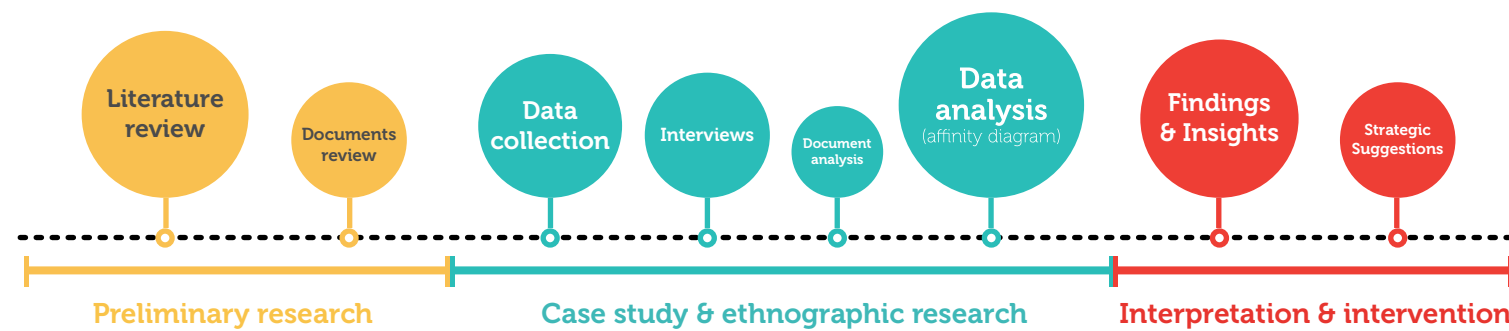 Literature
review
Documents
review
Data
collection
Interviews
Document
analysis
Data
analysis
(affinity diagram)
Findings
& Insights
Strategic
Suggestions
Preliminary research
Case study & ethnographic research
Interpretation & intervention